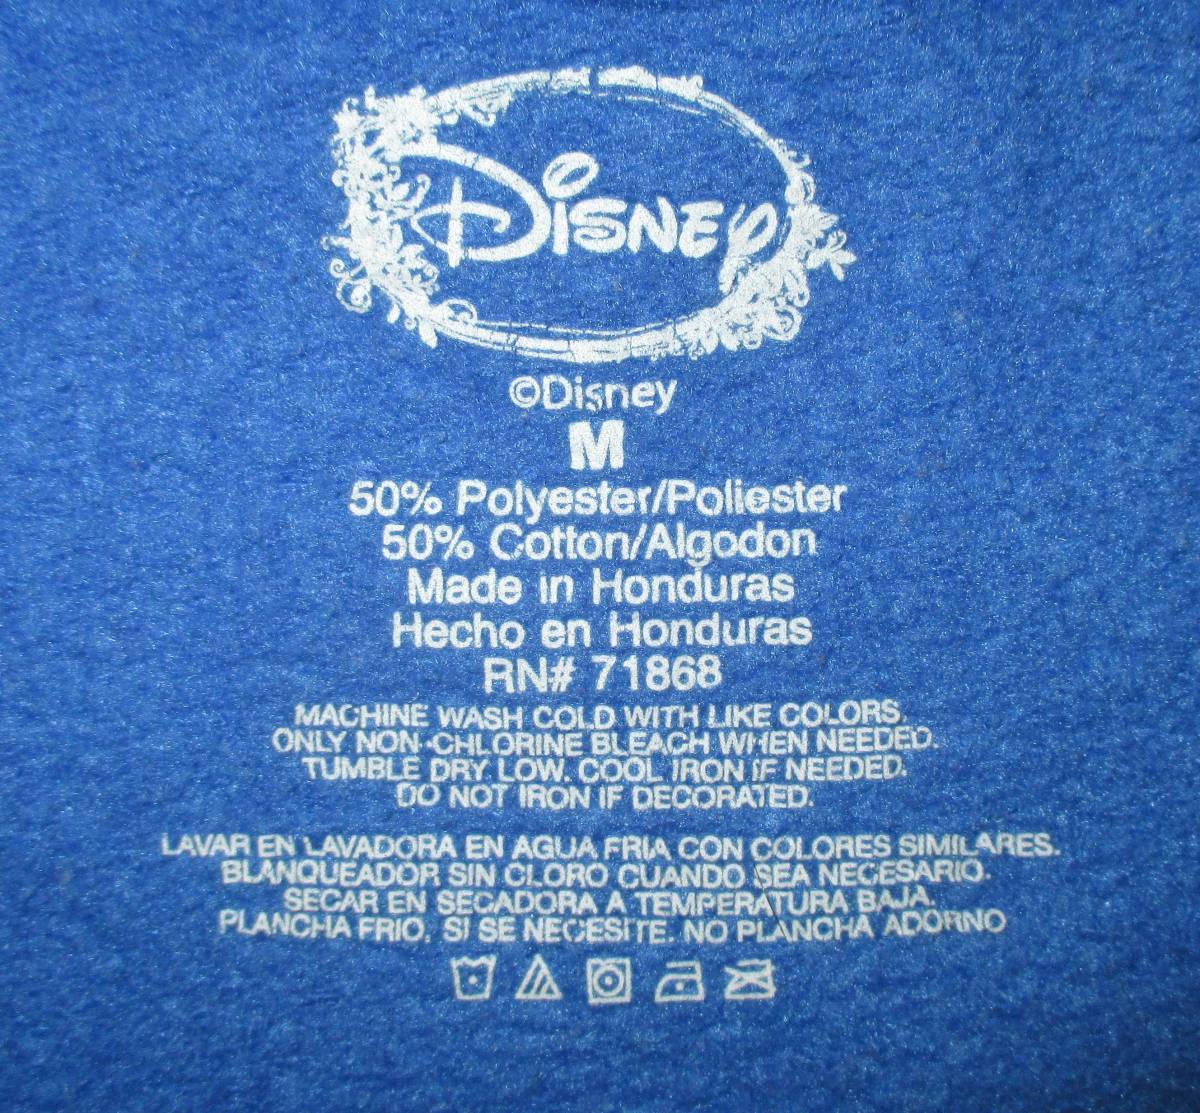 Disney
©Disney
M
50% Polyester/Poliester
50% Cotton/Algodon
Made in Honduras
Hecho en Honduras
RN# 71868
MACHINE WASH COLD WITH LIKE COLORS.
ONLY NON-CHLORINE BLEACH WHEN NEEDED.
TUMBLE DRY LOW. COOL IRON IF NEEDED.
DO NOT IRON IF DECORATED.
LAVAR EN LAVADORA EN AGUA FRIA CON COLORES SIMILARES.
BLANQUEADOR SIN CLORO CUANDO SEA NECESARIO.
SECAR EN SECADORA A TEMPERATURA BAJA.
PLANCHA FRIO. SI SE NECESITE. NO PLANCHA ADORNO